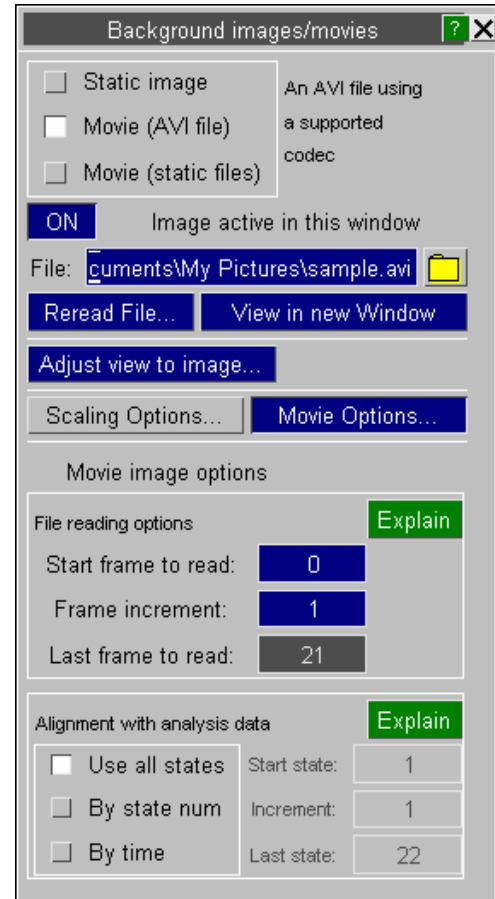 Background images/movies ? X
Static image
Movie (AVI file)
Movie (static files)
An AVI file using
a supported
codec
ON Image active in this window
File: cuments\My Pictures\sample.avi
Reread File... View in new Window
Adjust view to image...
Scaling Options... Movie Options...
Movie image options
File reading options Explain
Start frame to read: 0
Frame increment: 1
Last frame to read: 21
Alignment with analysis data Explain
Use all states Start state: 1
By state num Increment: 1
By time Last state: 22